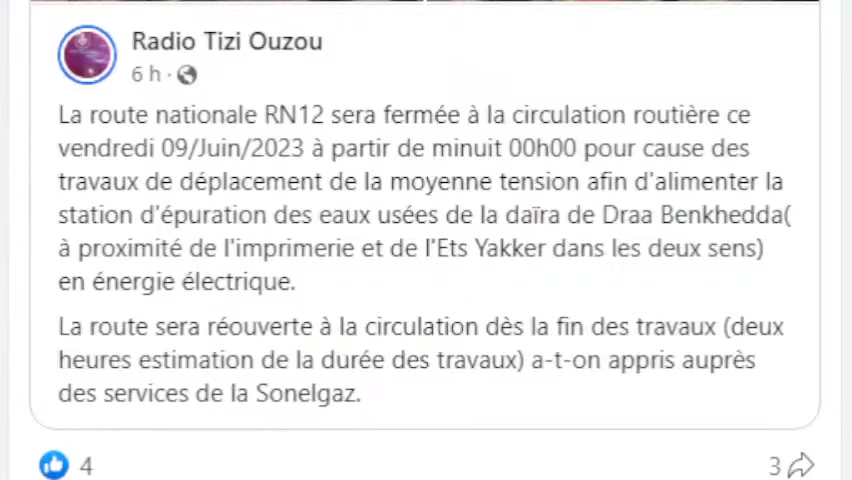 Radio Tizi Ouzou
6 h ·
La route nationale RN12 sera fermée à la circulation routière ce
vendredi 09/Juin/2023 à partir de minuit 00h00 pour cause des
travaux de déplacement de la moyenne tension afin d'alimenter la
station d'épuration des eaux usées de la daïra de Draa Benkhedda(
à proximité de l'imprimerie et de l'Ets Yakker dans les deux sens)
en énergie électrique.
La route sera réouverte à la circulation dès la fin des travaux (deux
heures estimation de la durée des travaux) a-t-on appris auprès
des services de la Sonelgaz.
4
3